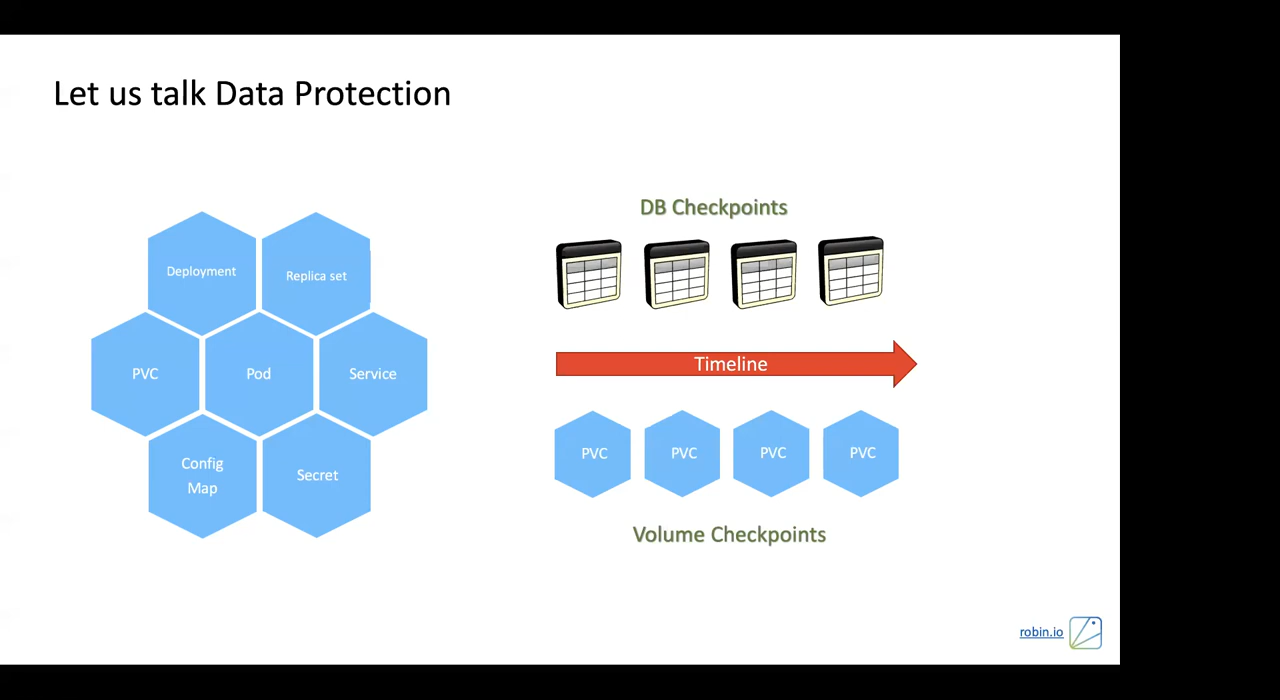 Let us talk Data Protection
Deployment
Replica set
PVC
Pod
Service
Config
Map
Secret
DB Checkpoints
Timeline
PVC
PVC
PVC
PVC
Volume Checkpoints
robin.io